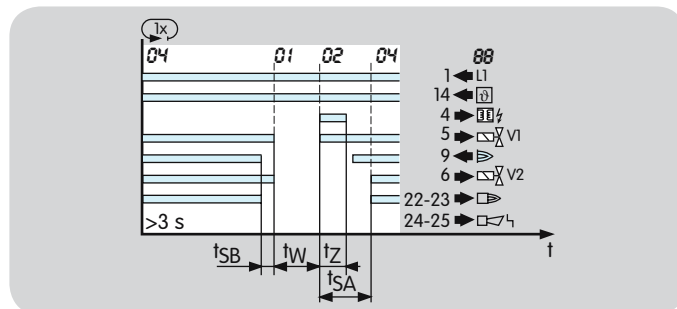 1x
04 01 02 04 88
1 L1
14 ϑ
4
5 V1
9
6 V2
22-23
24-25
>3 s
t
tSB tW tZ
tSA